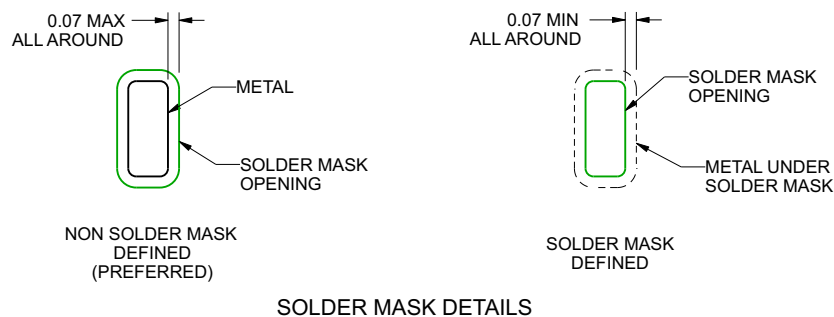 0.07 MAX
ALL AROUND
METAL
SOLDER MASK
OPENING
NON SOLDER MASK
DEFINED
(PREFERRED)
0.07 MIN
ALL AROUND
SOLDER MASK
OPENING
METAL UNDER
SOLDER MASK
SOLDER MASK
DEFINED
SOLDER MASK DETAILS